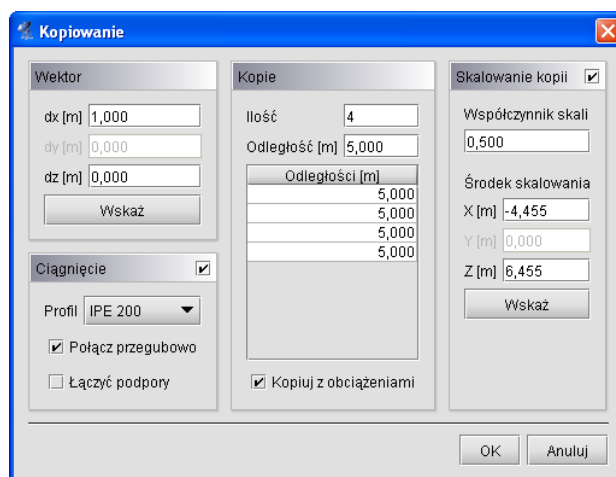 Kopiowanie
Wektor
dx [m] 1,000
dy [m] 0,000
dz [m] 0,000
Wskaż
Ciągnięcie
Profil IPE 200
Połącz przegubowo
Łączyć podpory
Kopie
Ilość 4
Odległość [m] 5,000
Odległości [m]
5,000
5,000
5,000
5,000
Kopiuj z obciążeniami
Skalowanie kopii
Współczynnik skali
0,500
Środek skalowania
X [m] -4,455
Y [m] 0,000
Z [m] 6,455
Wskaż
OK Anuluj